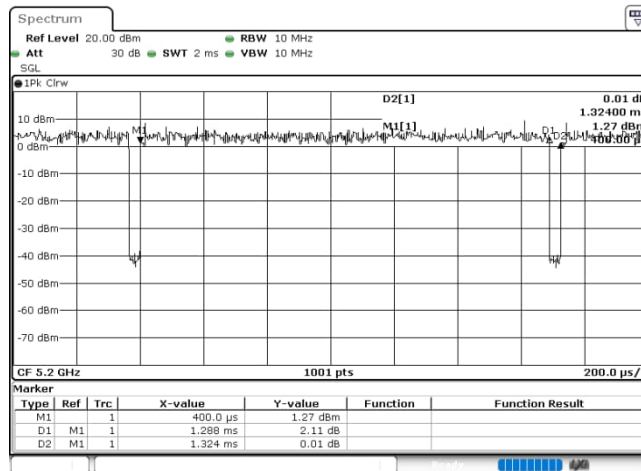 Spectrum
Ref Level 20.00 dBm RBW 10 MHz
Att 30 dB SWT 2 ms VBW 10 MHz
SGL
1Pk Clrw
D2[1] 0.01 dB
1.32400 ms
M1[1] 1.27 dBm
400.00 µs
10 dBm
M1
D1
D2
0 dBm
-10 dBm
-20 dBm
-30 dBm
-40 dBm
-50 dBm
-60 dBm
-70 dBm
CF 5.2 GHz 1001 pts 200.0 µs/
Marker
Type Ref Trc X-value Y-value Function Function Result
M1 1 400.0 µs 1.27 dBm
D1 M1 1 1.288 ms 2.11 dB
D2 M1 1 1.324 ms 0.01 dB